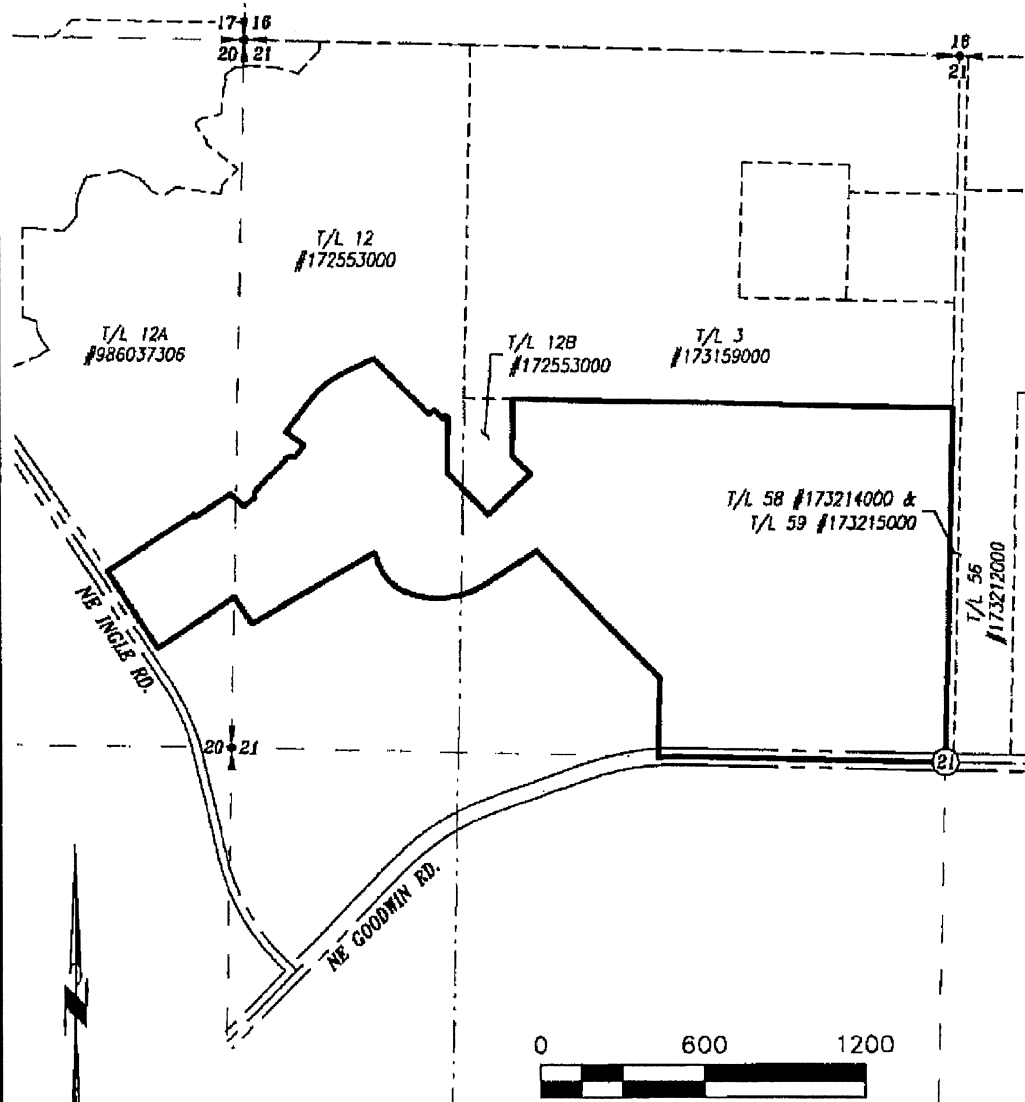 17 16
20 21
16
21
T/L 12
#172553000
T/L 12A
#986037306
T/L 12B
#172553000
T/L 3
#173159000
T/L 58 #173214000 &
T/L 59 #173215000
T/L 56
#173212000
NE INGLE RD.
20 21
21
NE GOODWIN RD.
0 600 1200